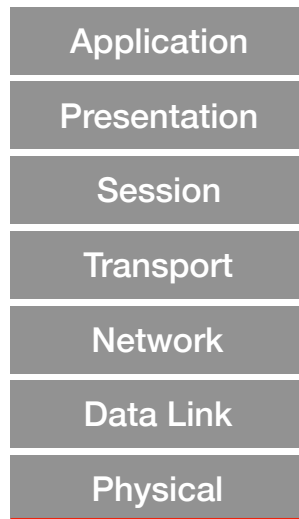 Application
Presentation
Session
Transport
Network
Data Link
Physical